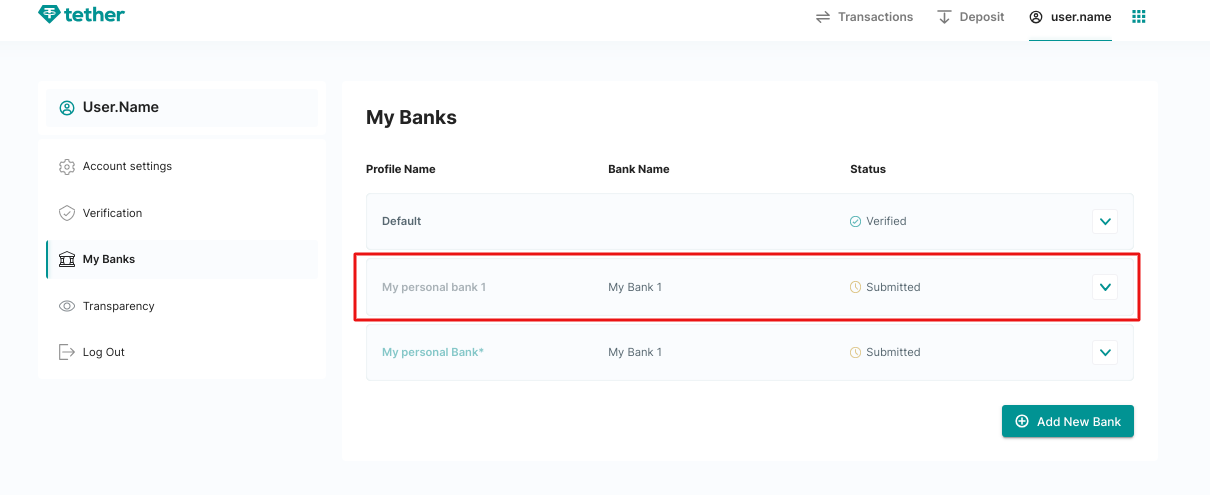 tether
Transactions Deposit user.name
User.Name
Account settings
Verification
My Banks
Transparency
Log Out
My Banks
Profile Name Bank Name Status
Default Verified
My personal bank 1 My Bank 1 Submitted
My personal Bank* My Bank 1 Submitted
Add New Bank